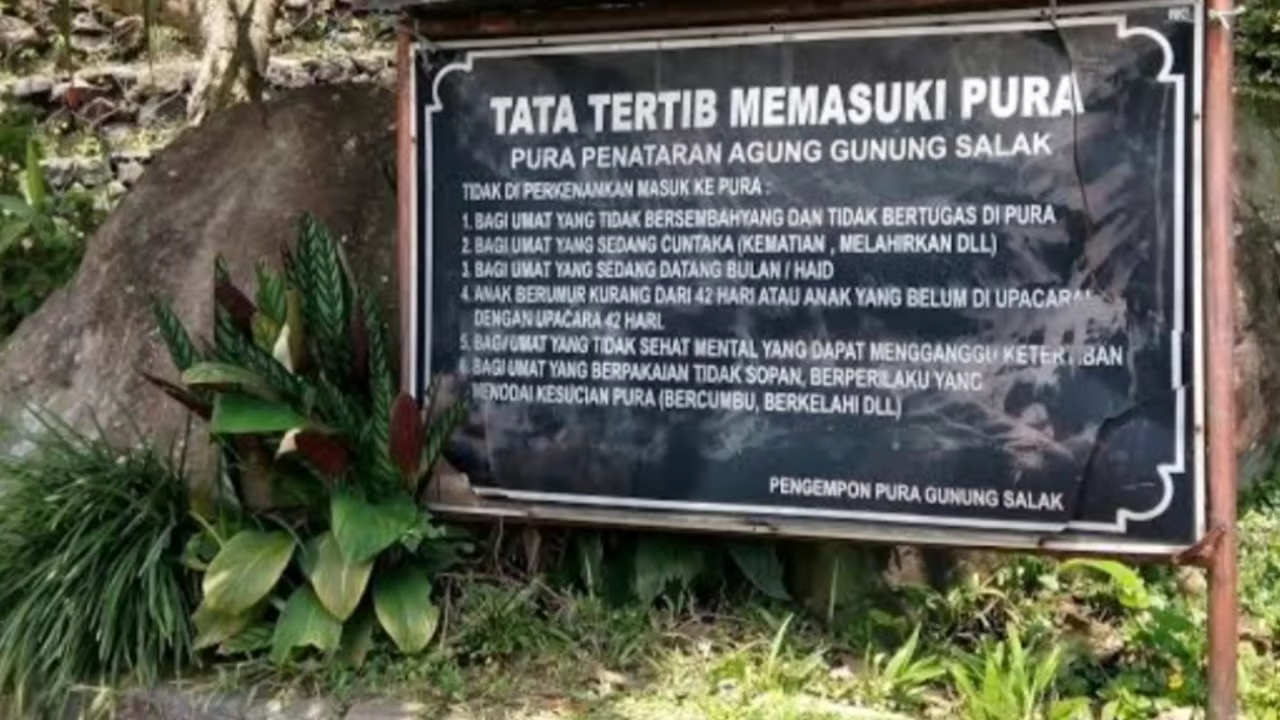 TATA TERTIB MEMASUKI PURA
PURA PENATARAN AGUNG GUNUNG SALAK
TIDAK DI PERKENANKAN MASUK KE PURA :
1. BAGI UMAT YANG TIDAK BERSEMBAHYANG DAN TIDAK BERTUGAS DI PURA
2. BAGI UMAT YANG SEDANG CUNTAKA (KEMATIAN , MELAHIRKAN DLL)
3. BAGI UMAT YANG SEDANG DATANG BULAN / HAID
4. ANAK BERUMUR KURANG DARI 42 HARI ATAU ANAK YANG BELUM DI UPACARAI
DENGAN UPACARA 42 HARI.
5. BAGI UMAT YANG TIDAK SEHAT MENTAL YANG DAPAT MENGGANGGU KETERTIBAN
6. BAGI UMAT YANG BERPAKAIAN TIDAK SOPAN, BERPERILAKU YANG
MENODAI KESUCIAN PURA (BERCUMBU, BERKELAHI DLL)
PENGEMPON PURA GUNUNG SALAK